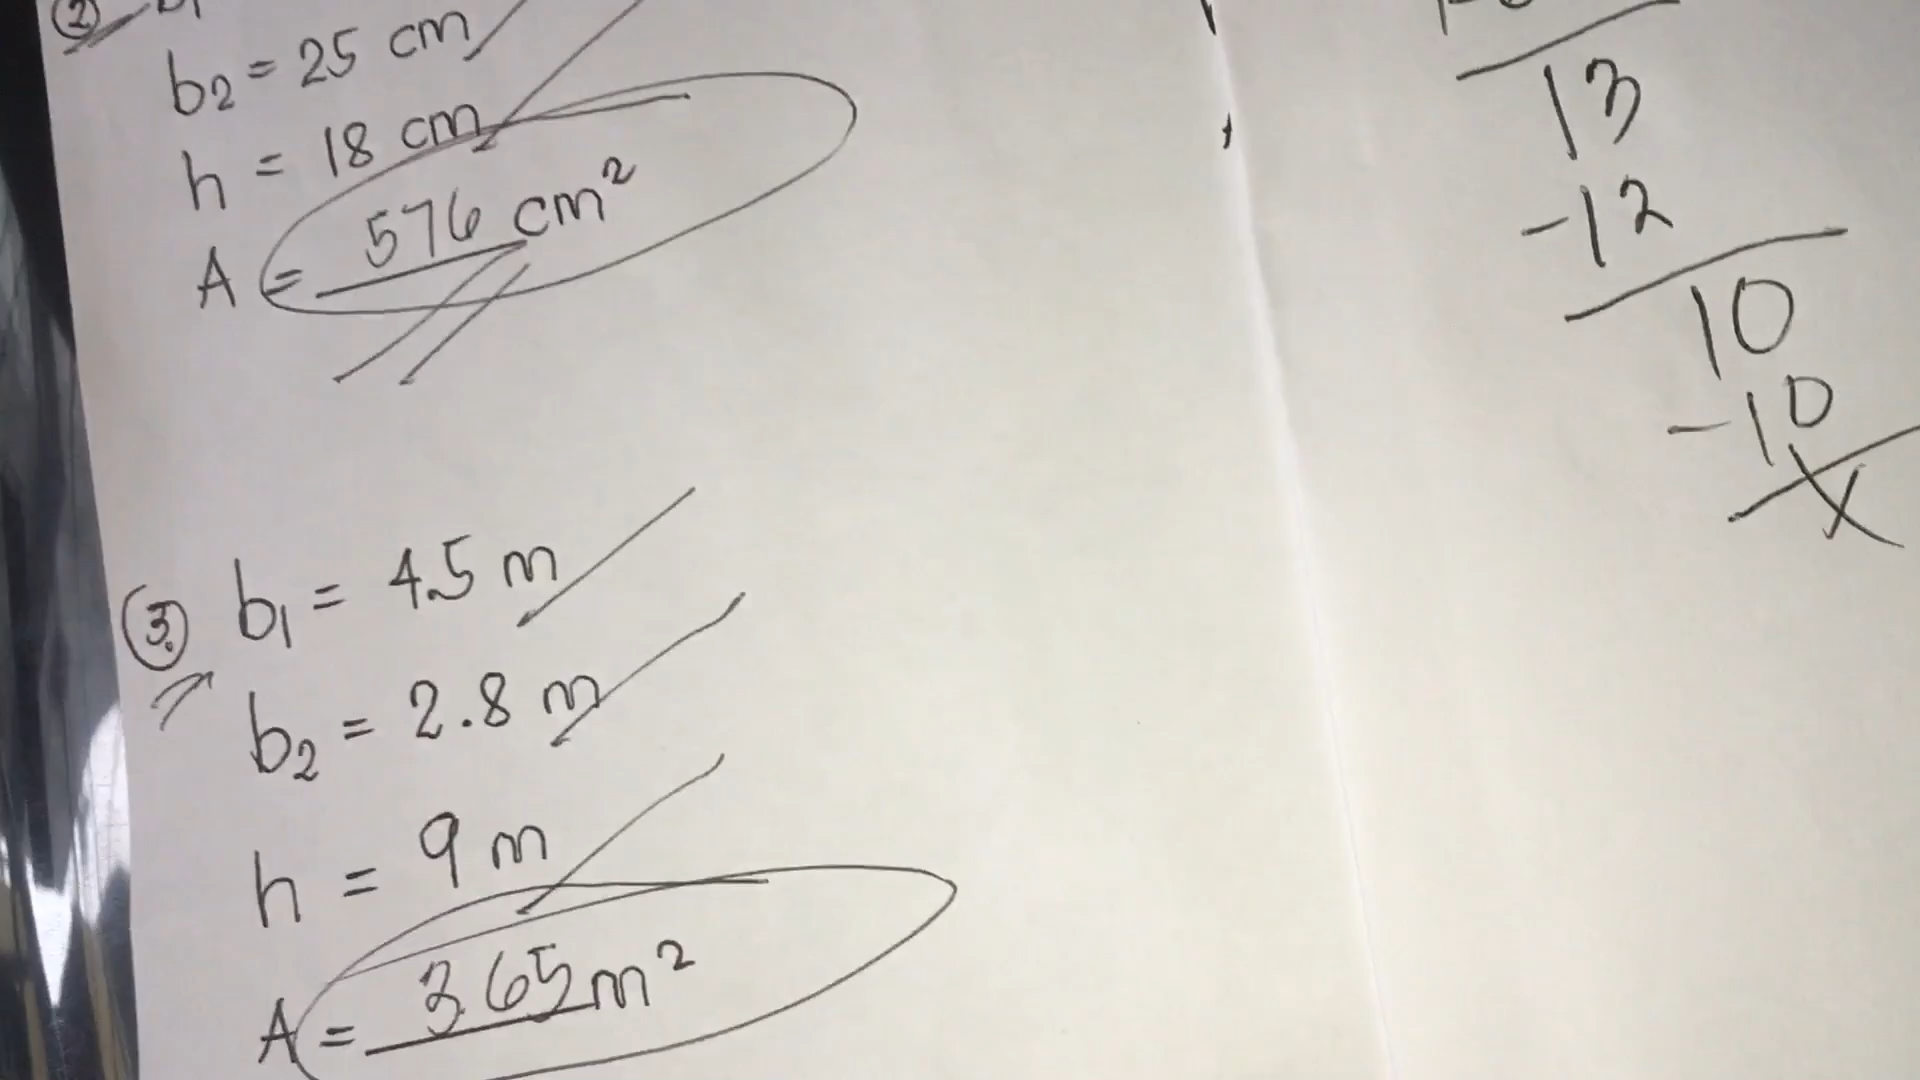 ②
b2 = 25 cm
h = 18 cm
A = 576 cm²
③ b1 = 4.5 m
b2 = 2.8 m
h = 9 m
A = 3.65 m²
13
-12
10
-10
x